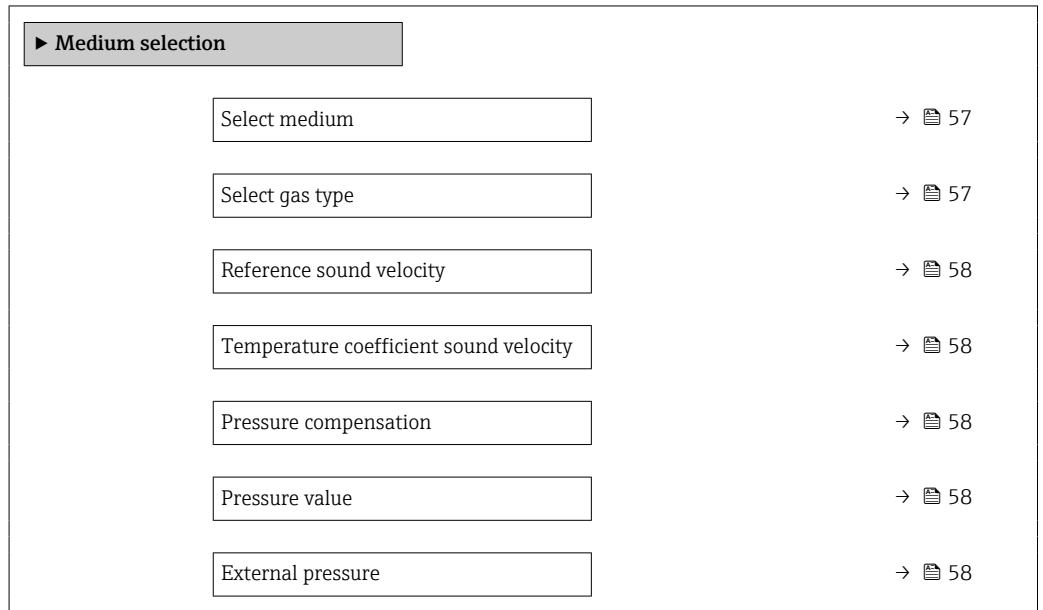 ▶ Medium selection
Select medium → 57
Select gas type → 57
Reference sound velocity → 58
Temperature coefficient sound velocity → 58
Pressure compensation → 58
Pressure value → 58
External pressure → 58